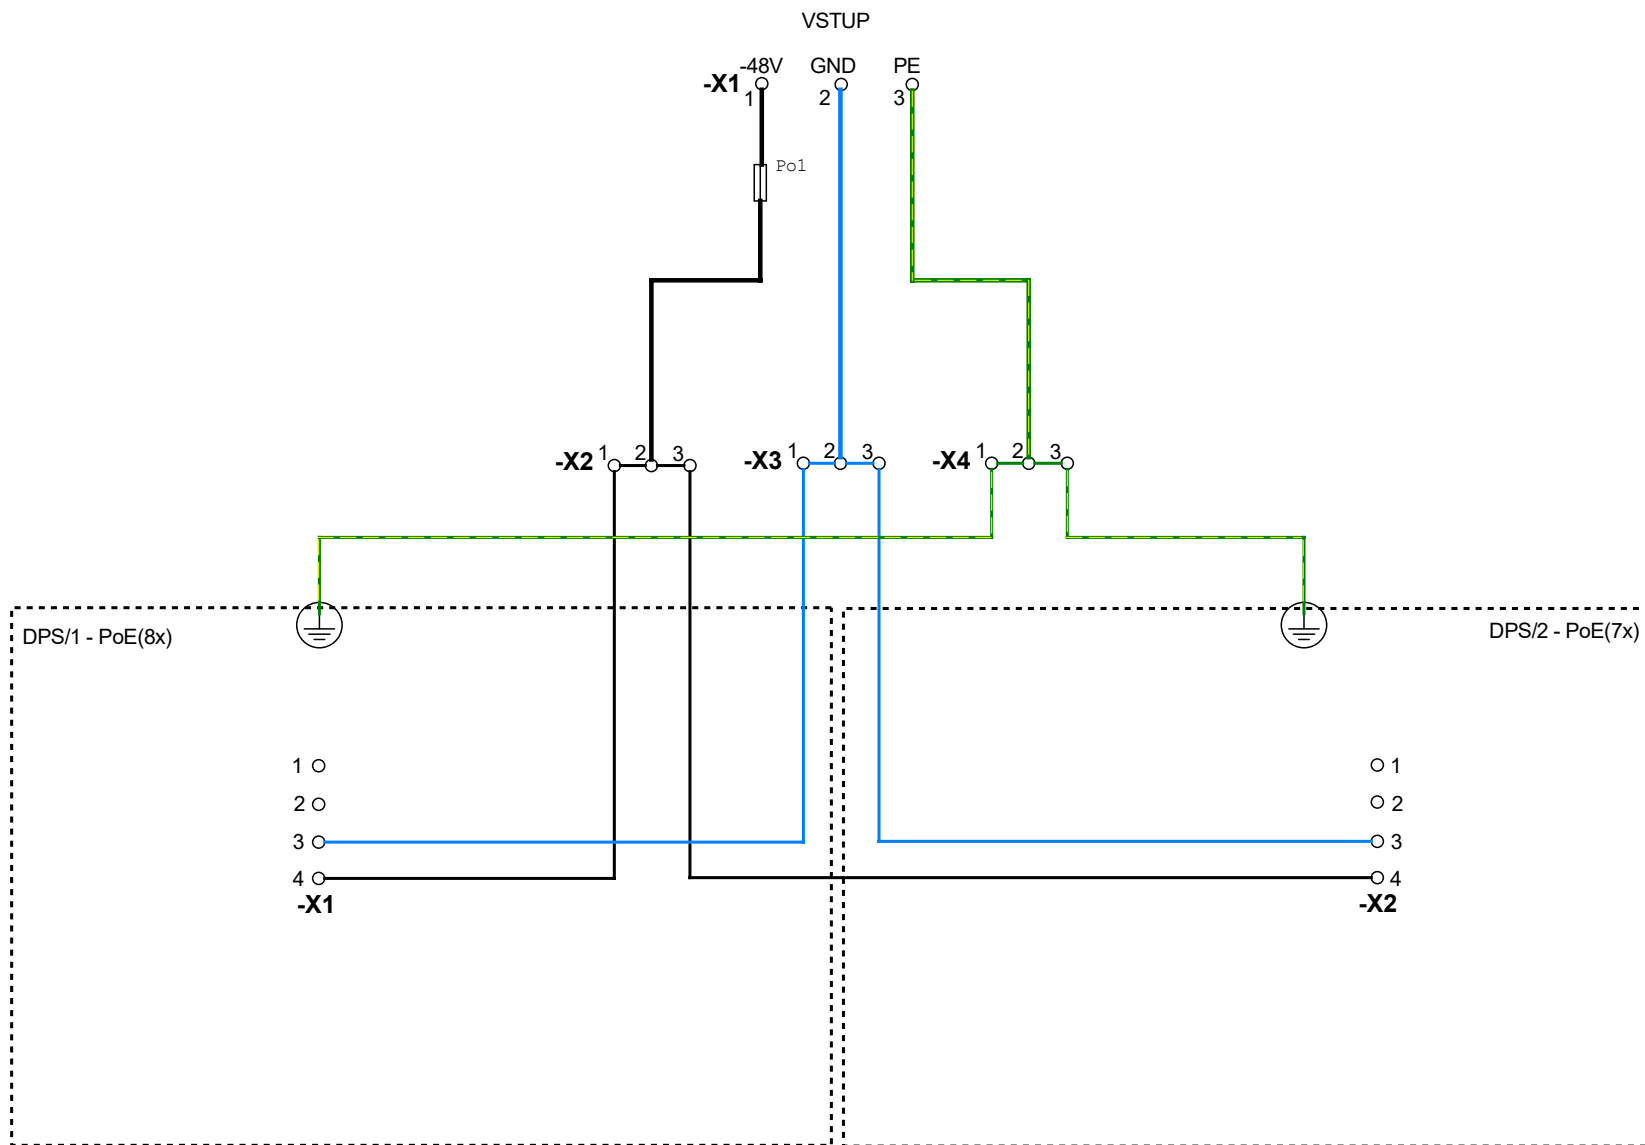 VSTUP
-48V GND PE
-X1
1 2 3
Po1
-X2 1 2 3 -X3 1 2 3 -X4 1 2 3
DPS/1 - PoE(8x)
DPS/2 - PoE(7x)
1 1
2 2
3 3
4 4
-X1 -X2